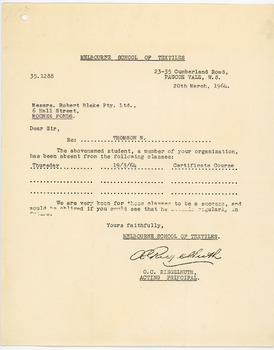 MELBOURNE SCHOOL OF TEXTILES
23-35 Cumberland Road,
PASCOE VALE, W.8.
35.1288
20th March, 1964.
Messrs. Robert Blake Pty. Ltd.,
6 Hall Street,
MOONEE PONDS.
Dear Sir,
Re: THOMSON N.
The abovenamed student, a member of your organization,
has been absent from the following classes:
Thursday 19/3/64 Certificate Course
We are very keen for these classes to be a success, and
would be obliged if you could see that he regularly in
Yours faithfully,
MELBOURNE SCHOOL OF TEXTILES.
O.C. ZIEGELMUTH,
ACTING PRINCIPAL.